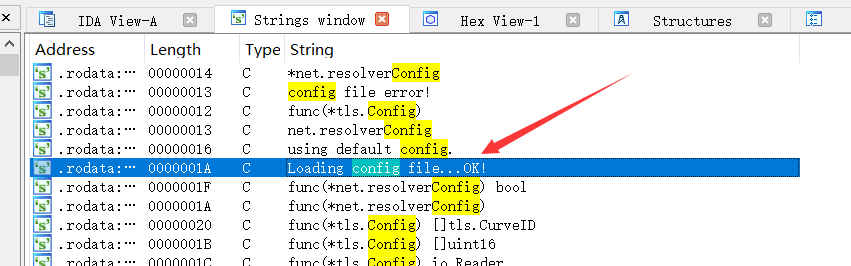 IDA View-A Strings window Hex View-1 Structures
Address Length Type String
.rodata:⋯ 00000014 C *net.resolverConfig
.rodata:⋯ 00000013 C config file error!
.rodata:⋯ 00000012 C func(*tls.Config)
.rodata:⋯ 00000013 C net.resolverConfig
.rodata:⋯ 00000016 C using default config.
.rodata:⋯ 0000001A C Loading config file...OK!
.rodata:⋯ 0000001F C func(*net.resolverConfig) bool
.rodata:⋯ 0000001A C func(*net.resolverConfig)
.rodata:⋯ 00000020 C func(*tls.Config) []tls.CurveID
.rodata:⋯ 0000001B C func(*tls.Config) []uint16
.rodata:⋯ 0000001C C func(*tls.Config) io.Reader